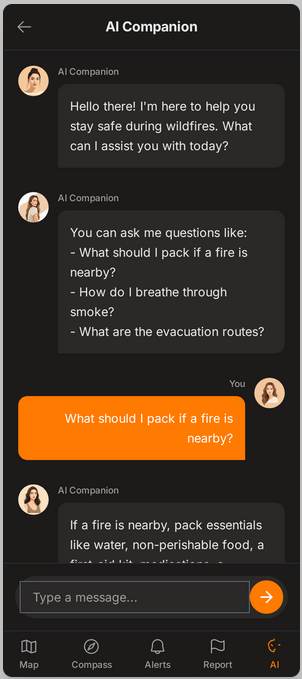 AI Companion
AI Companion
Hello there! I'm here to help you
stay safe during wildfires. What
can I assist you with today?
AI Companion
You can ask me questions like:
- What should I pack if a fire is
nearby?
- How do I breathe through
smoke?
- What are the evacuation routes?
You
What should I pack if a fire is
nearby?
AI Companion
If a fire is nearby, pack essentials
like water, non-perishable food, a
first-aid kit, medications, a
Type a message...
Map Compass Alerts Report AI